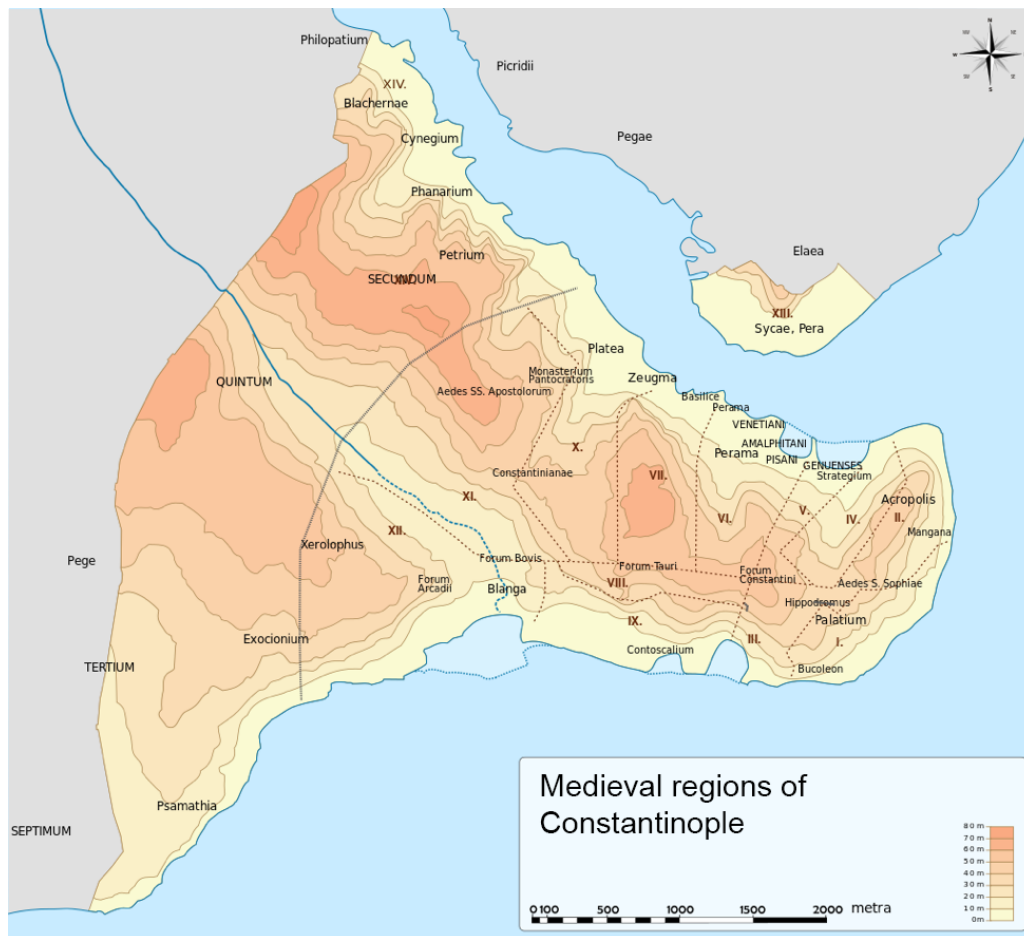 Philopatium
Picridii
XIV.
Blachernae
Pegae
Cynegium
Phanarium
Petrium
Elaea
SECUNDUM
XIII.
Sycae, Pera
Platea
Monasterium
Pantocratoris
Zeugma
QUINTUM
Aedes SS. Apostolorum
Basilice
Perama
VENETIANI
AMALPHITANI
X.
Perama
PISANI
GENUENSES
Constantinianae
VII.
Strategium
XI.
Acropolis
V.
VI.
IV.
II.
XII.
Mangana
Xerolophus
Pege
Forum Bovis
Forum Tauri
Forum
Constantini
Forum
Arcadii
VIII.
Aedes S. Sophiae
Blanga
Hippodromus
IX.
Palatium
Exocionium
III.
I.
Contoscalium
TERTIUM
Bucoleon
Psamathia
SEPTIMUM
Medieval regions of
Constantinople
80 m
70 m
60 m
50 m
40 m
30 m
20 m
10 m
0m
0 100 500 1000 1500 2000 metra